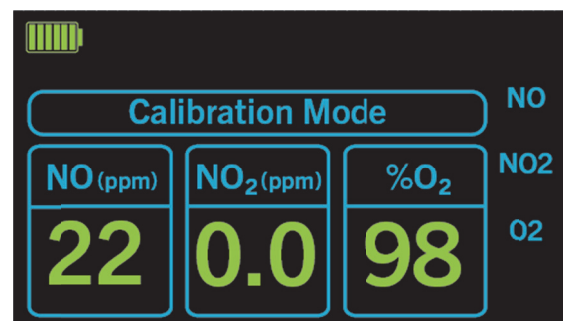 Calibration Mode
NO
NO (ppm) NO₂ (ppm) %O₂
NO2
22 0.0 98
O2